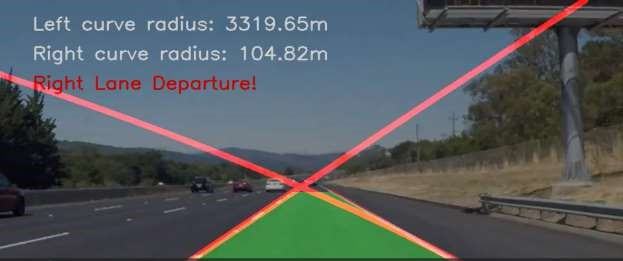 Left curve radius: 3319.65m
Right curve radius: 104.82m
Right Lane Departure!